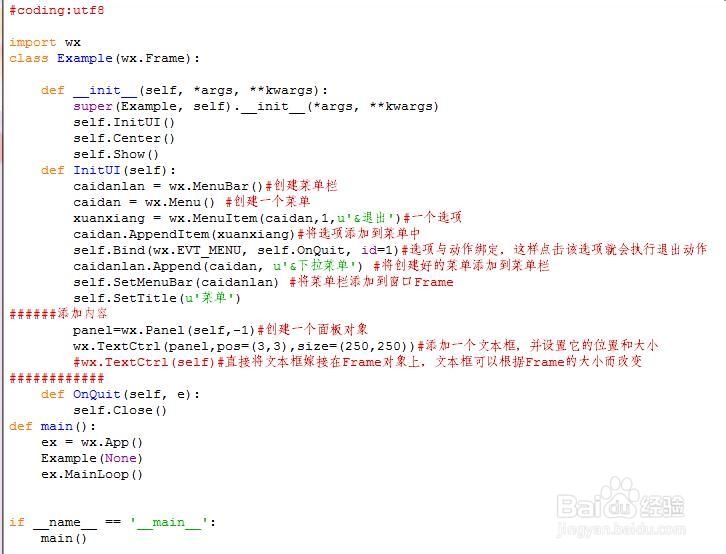 #coding:utf8
import wx
class Example(wx.Frame):
    def __init__(self, *args, **kwargs):
        super(Example, self).__init__(*args, **kwargs)
        self.InitUI()
        self.Center()
        self.Show()
    def InitUI(self):
        caidanlan = wx.MenuBar()#创建菜单栏
        caidan = wx.Menu() #创建一个菜单
        xuanxiang = wx.MenuItem(caidan,1,u'&退出')#一个选项
        caidan.AppendItem(xuanxiang)#将选项添加到菜单中
        self.Bind(wx.EVT_MENU, self.OnQuit, id=1)#选项与动作绑定，这样点击该选项就会执行退出动作
        caidanlan.Append(caidan, u'&下拉菜单') #将创建好的菜单添加到菜单栏
        self.SetMenuBar(caidanlan) #将菜单栏添加到窗口Frame
        self.SetTitle(u'菜单')
######添加内容
        panel=wx.Panel(self,-1)#创建一个面板对象
        wx.TextCtrl(panel,pos=(3,3),size=(250,250))#添加一个文本框，并设置它的位置和大小
        #wx.TextCtrl(self)#直接将文本框嫁接在Frame对象上，文本框可以根据Frame的大小而改变
############
    def OnQuit(self, e):
        self.Close()
def main():
    ex = wx.App()
    Example(None)
    ex.MainLoop()
if __name__ == '__main__':
    main()
Baidu经验
jingyan.baidu.com